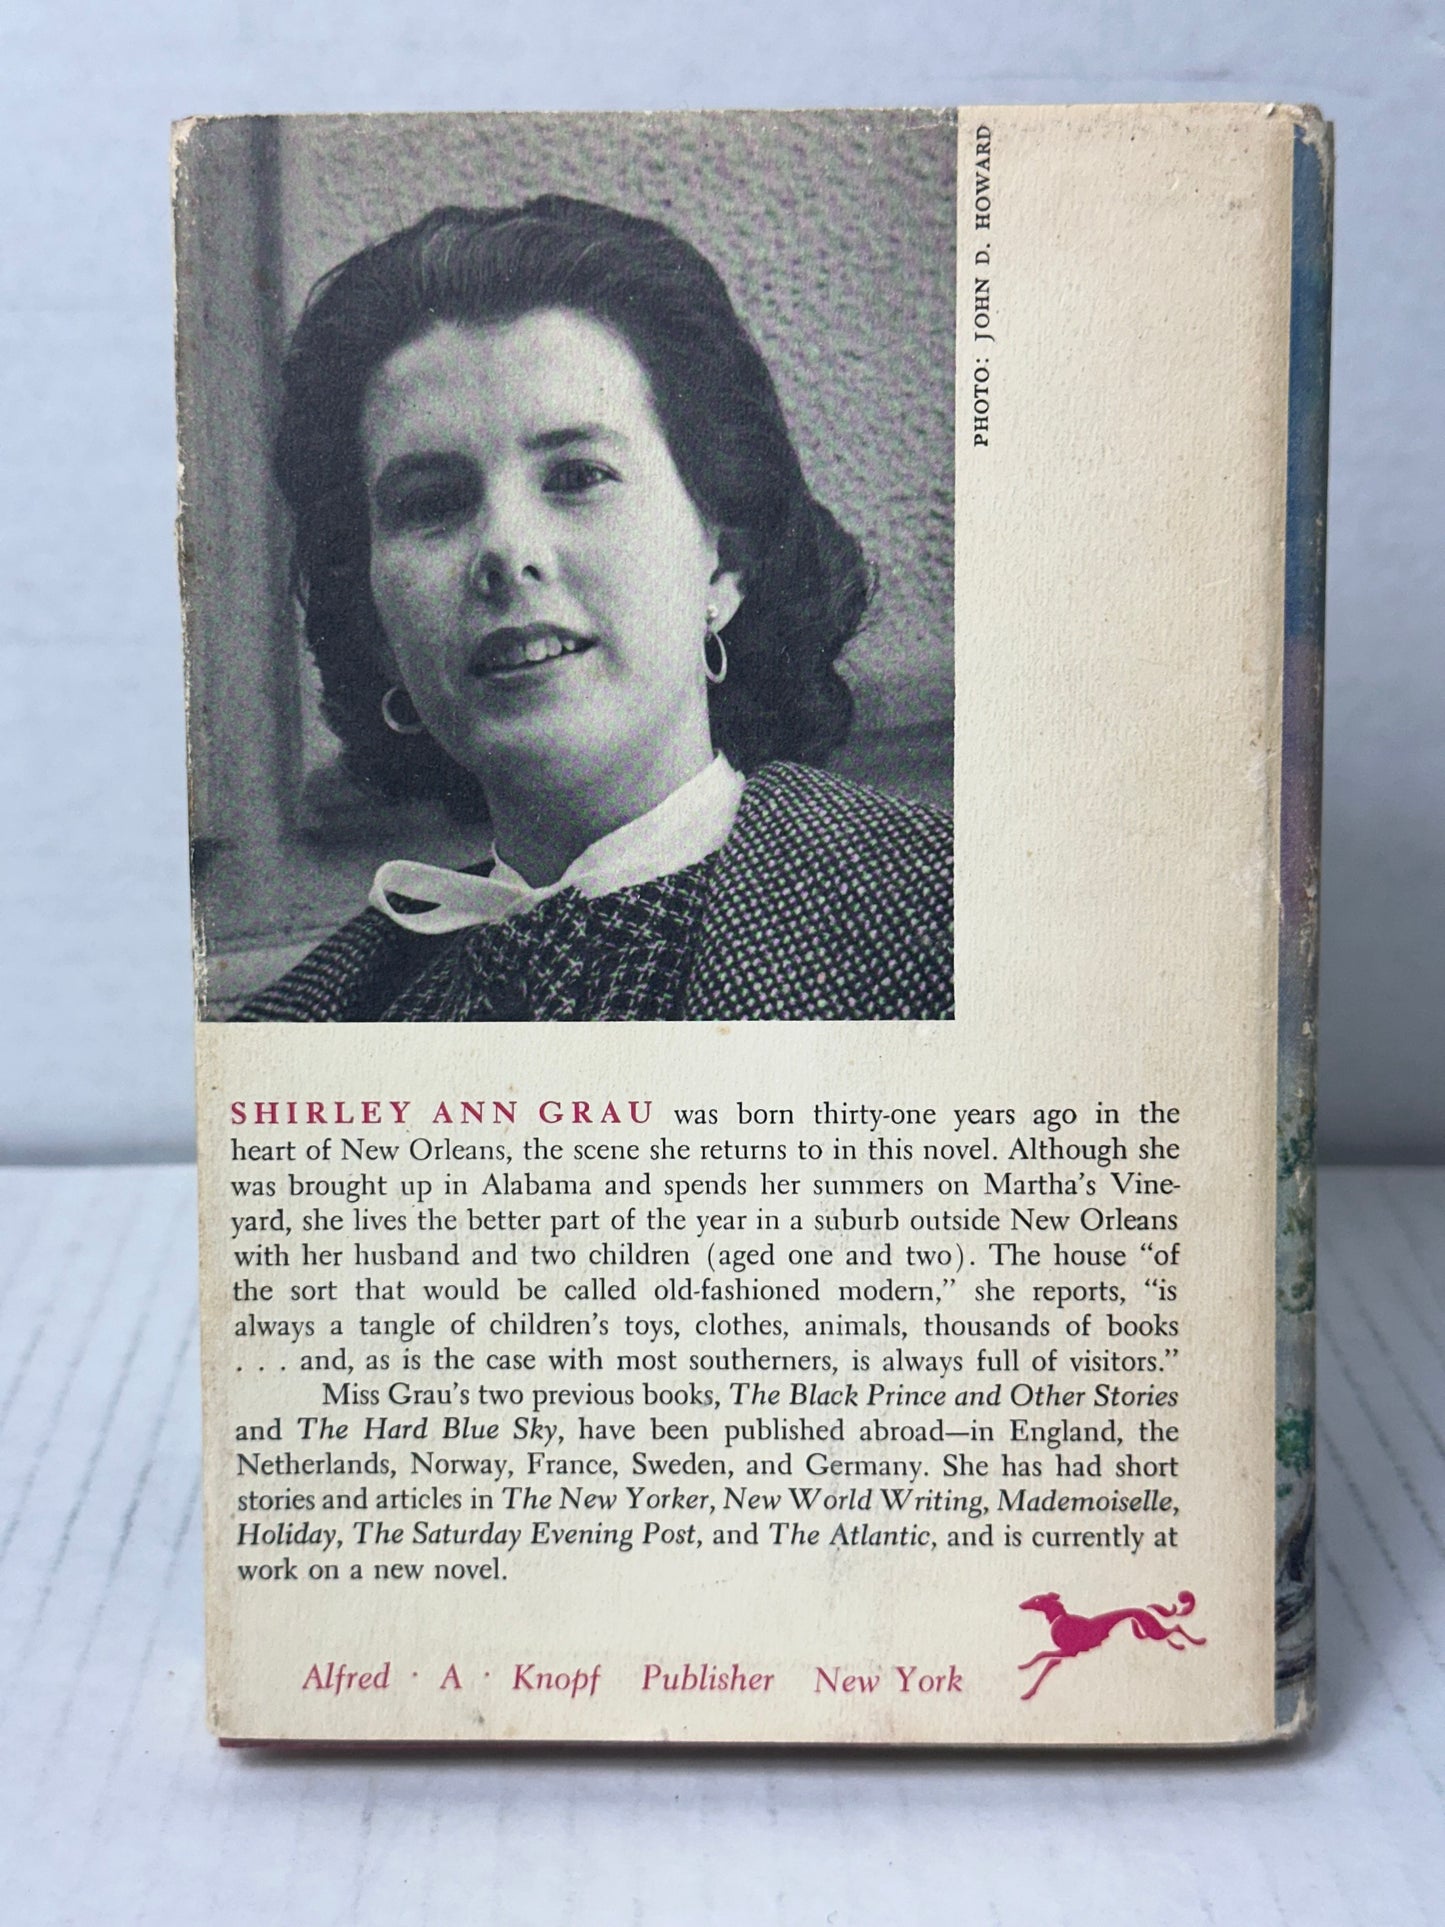 PHOTO: JOHN D. HOWARD
SHIRLEY ANN GRAU was born thirty-one years ago in the
heart of New Orleans, the scene she returns to in this novel. Although she
was brought up in Alabama and spends her summers on Martha's Vine-
yard, she lives the better part of the year in a suburb outside New Orleans
with her husband and two children (aged one and two). The house “of
the sort that would be called old-fashioned modern,” she reports, “is
always a tangle of children's toys, clothes, animals, thousands of books
. . . and, as is the case with most southerners, is always full of visitors.”
Miss Grau's two previous books, The Black Prince and Other Stories
and The Hard Blue Sky, have been published abroad—in England, the
Netherlands, Norway, France, Sweden, and Germany. She has had short
stories and articles in The New Yorker, New World Writing, Mademoiselle,
Holiday, The Saturday Evening Post, and The Atlantic, and is currently at
work on a new novel.
Alfred · A · Knopf Publisher New York